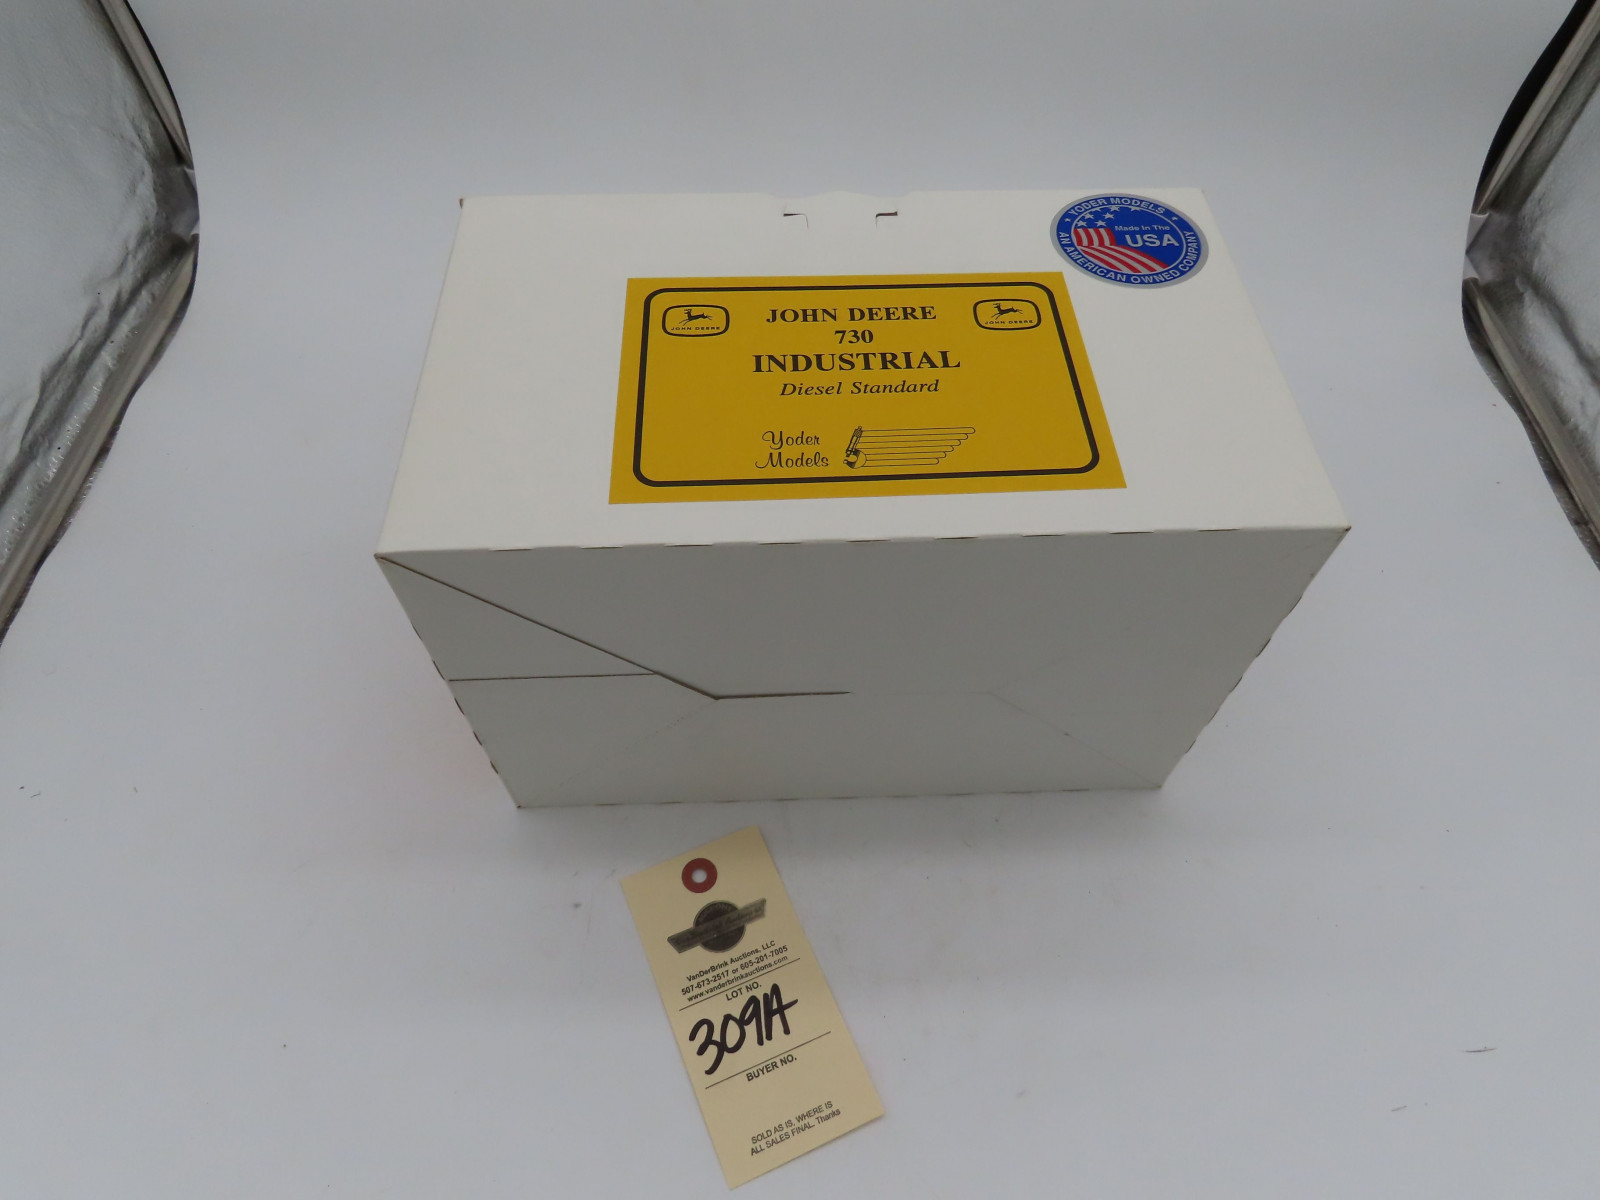 YODER MODELS
Made in The
USA
AN AMERICAN OWNED COMPANY
JOHN DEERE
JOHN DEERE
JOHN DEERE
730
INDUSTRIAL
Diesel Standard
Yoder
Models
VanDerBrink Auctions, LLC
507-673-2517 or 605-201-7005
www.vanderbrinkauctions.com
LOT NO.
309A
BUYER NO.
SOLD AS IS, WHERE IS
ALL SALES FINAL. Thanks